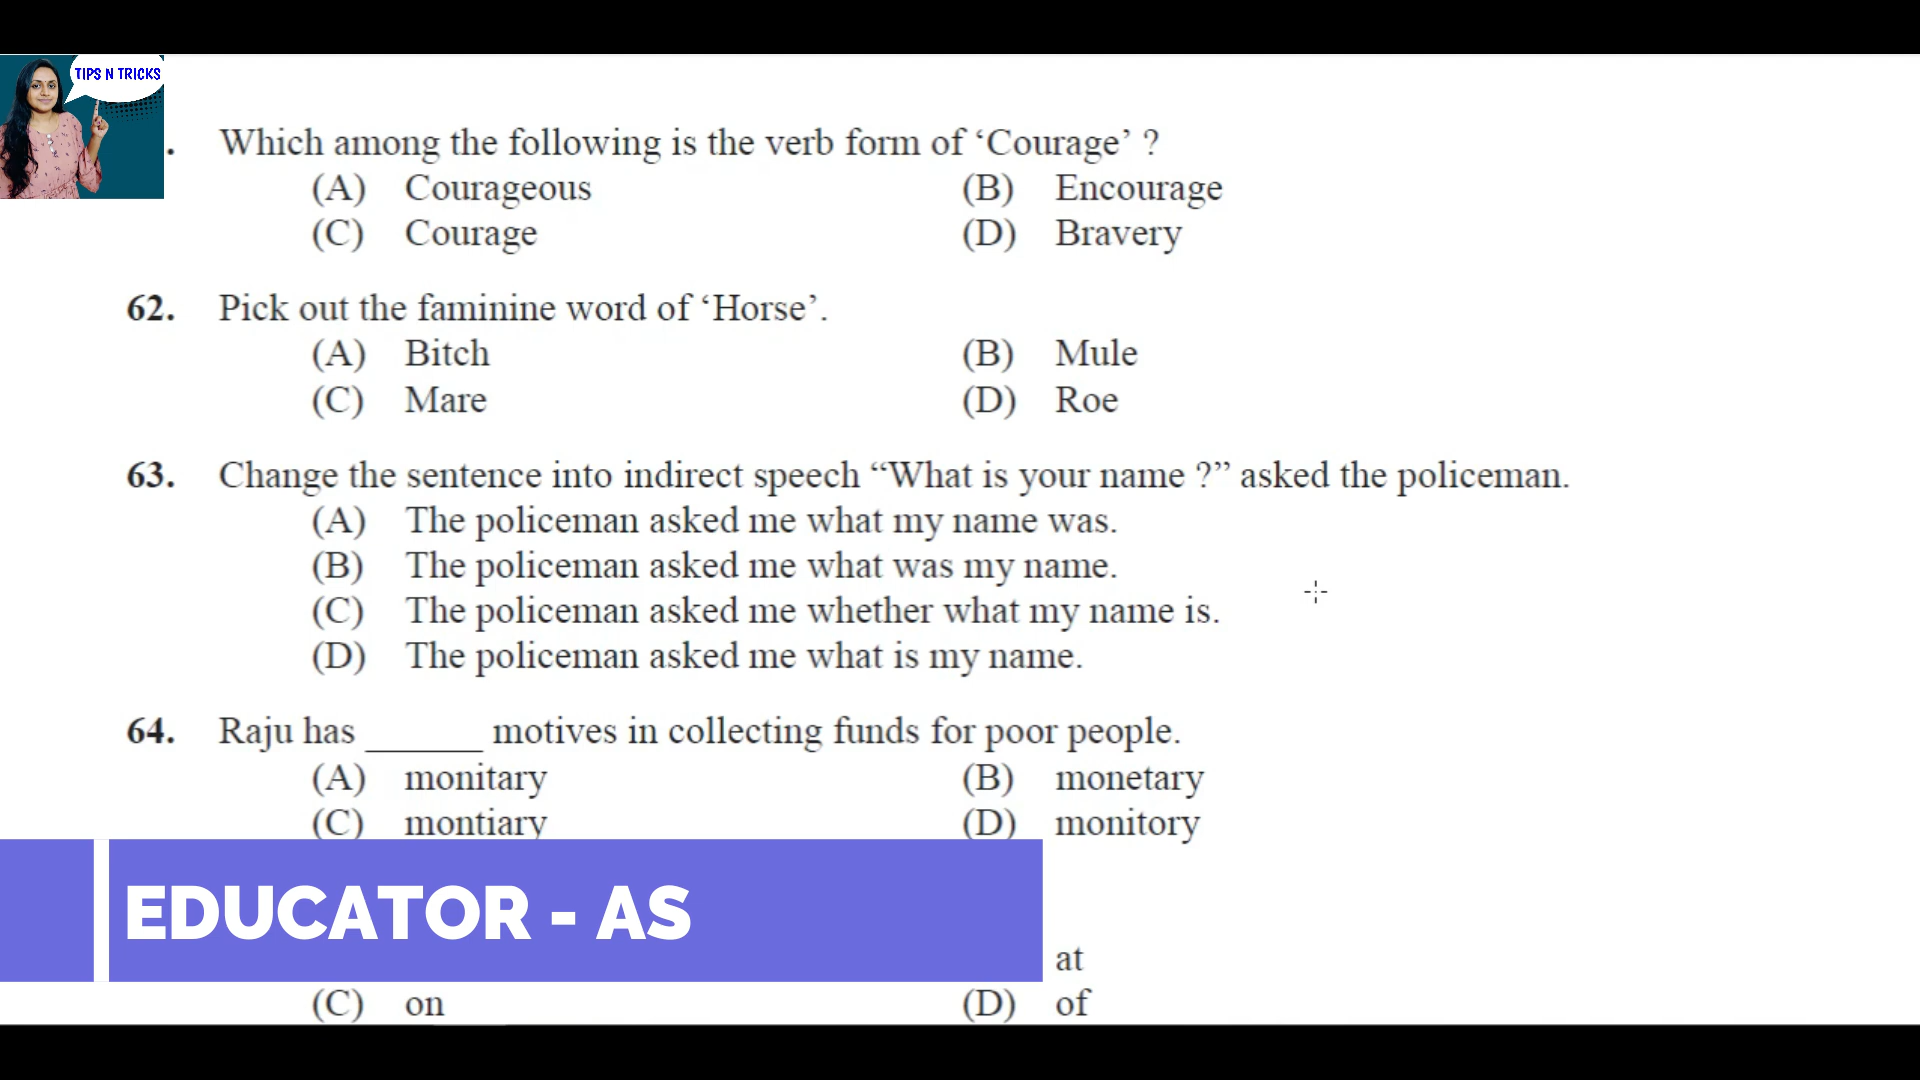 TIPS N TRICKS
. Which among the following is the verb form of ‘Courage’ ?
(A) Courageous (B) Encourage
(C) Courage (D) Bravery
62. Pick out the faminine word of ‘Horse’.
(A) Bitch (B) Mule
(C) Mare (D) Roe
63. Change the sentence into indirect speech “What is your name ?” asked the policeman.
(A) The policeman asked me what my name was.
(B) The policeman asked me what was my name.
(C) The policeman asked me whether what my name is.
(D) The policeman asked me what is my name.
64. Raju has ______ motives in collecting funds for poor people.
(A) monitary (B) monetary
(C) montiary (D) monitory
EDUCATOR - AS
at
(C) on (D) of